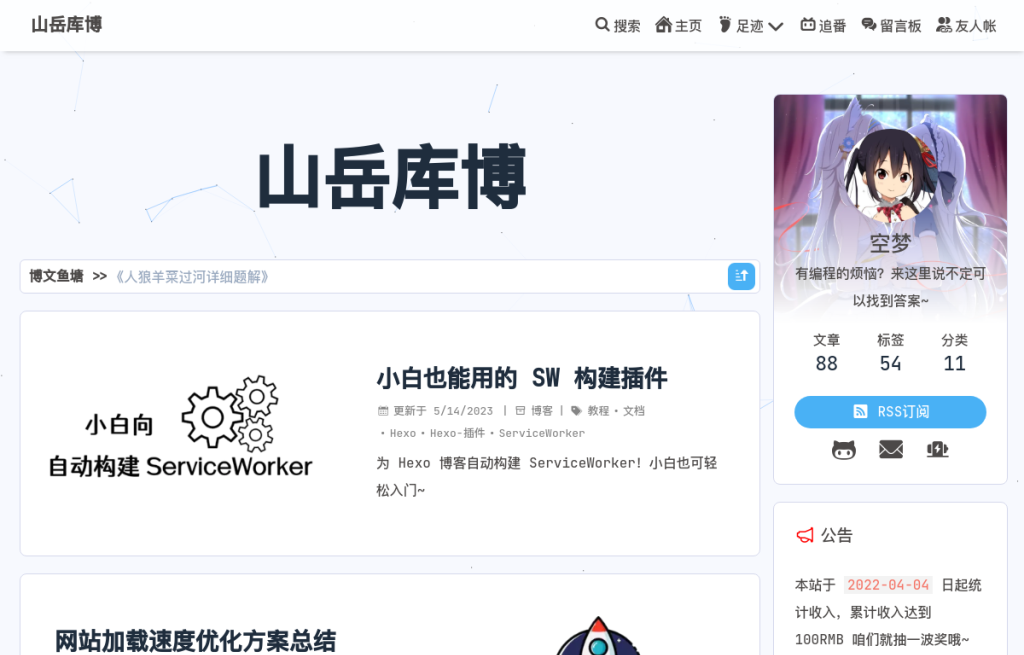 山岳库博
搜索 主页 足迹 追番 留言板 友人帐
山岳库博
博文鱼塘 >> 《人狼羊菜过河详细题解》
小白向
自动构建 ServiceWorker
小白也能用的 SW 构建插件
更新于 5/14/2023 | 博客 | 教程 • 文档
• Hexo • Hexo-插件 • ServiceWorker
为 Hexo 博客自动构建 ServiceWorker！小白也可轻
松入门~
网站加载速度优化方案总结
空梦
有编程的烦恼？来这里说不定可
以找到答案~
文章 标签 分类
88 54 11
RSS订阅
公告
本站于 2022-04-04 日起统
计收入，累计收入达到
100RMB 咱们就抽一波奖哦~